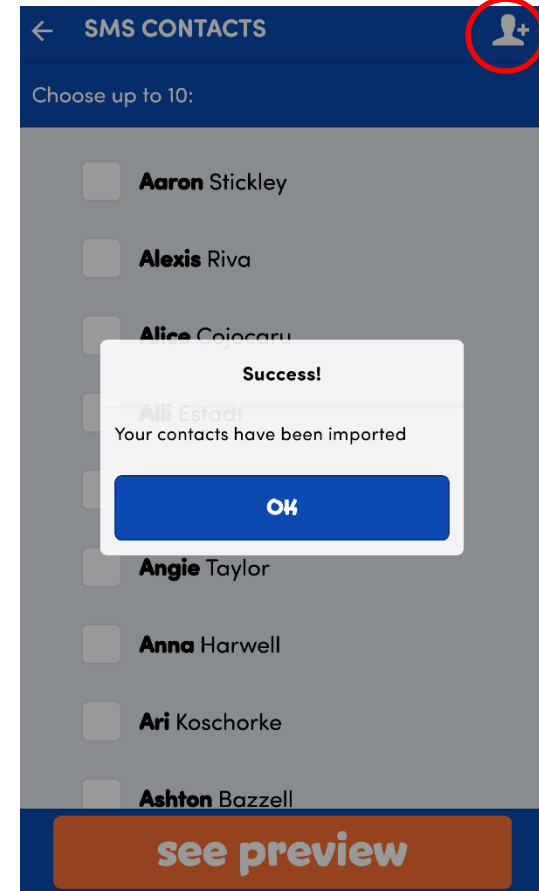 SMS CONTACTS
Choose up to 10:
Aaron Stickley
Alexis Riva
Alice Cojocaru
Success!
Alli Estadt
Your contacts have been imported
OK
Angie Taylor
Anna Harwell
Ari Koschorke
Ashton Bazzell
see preview